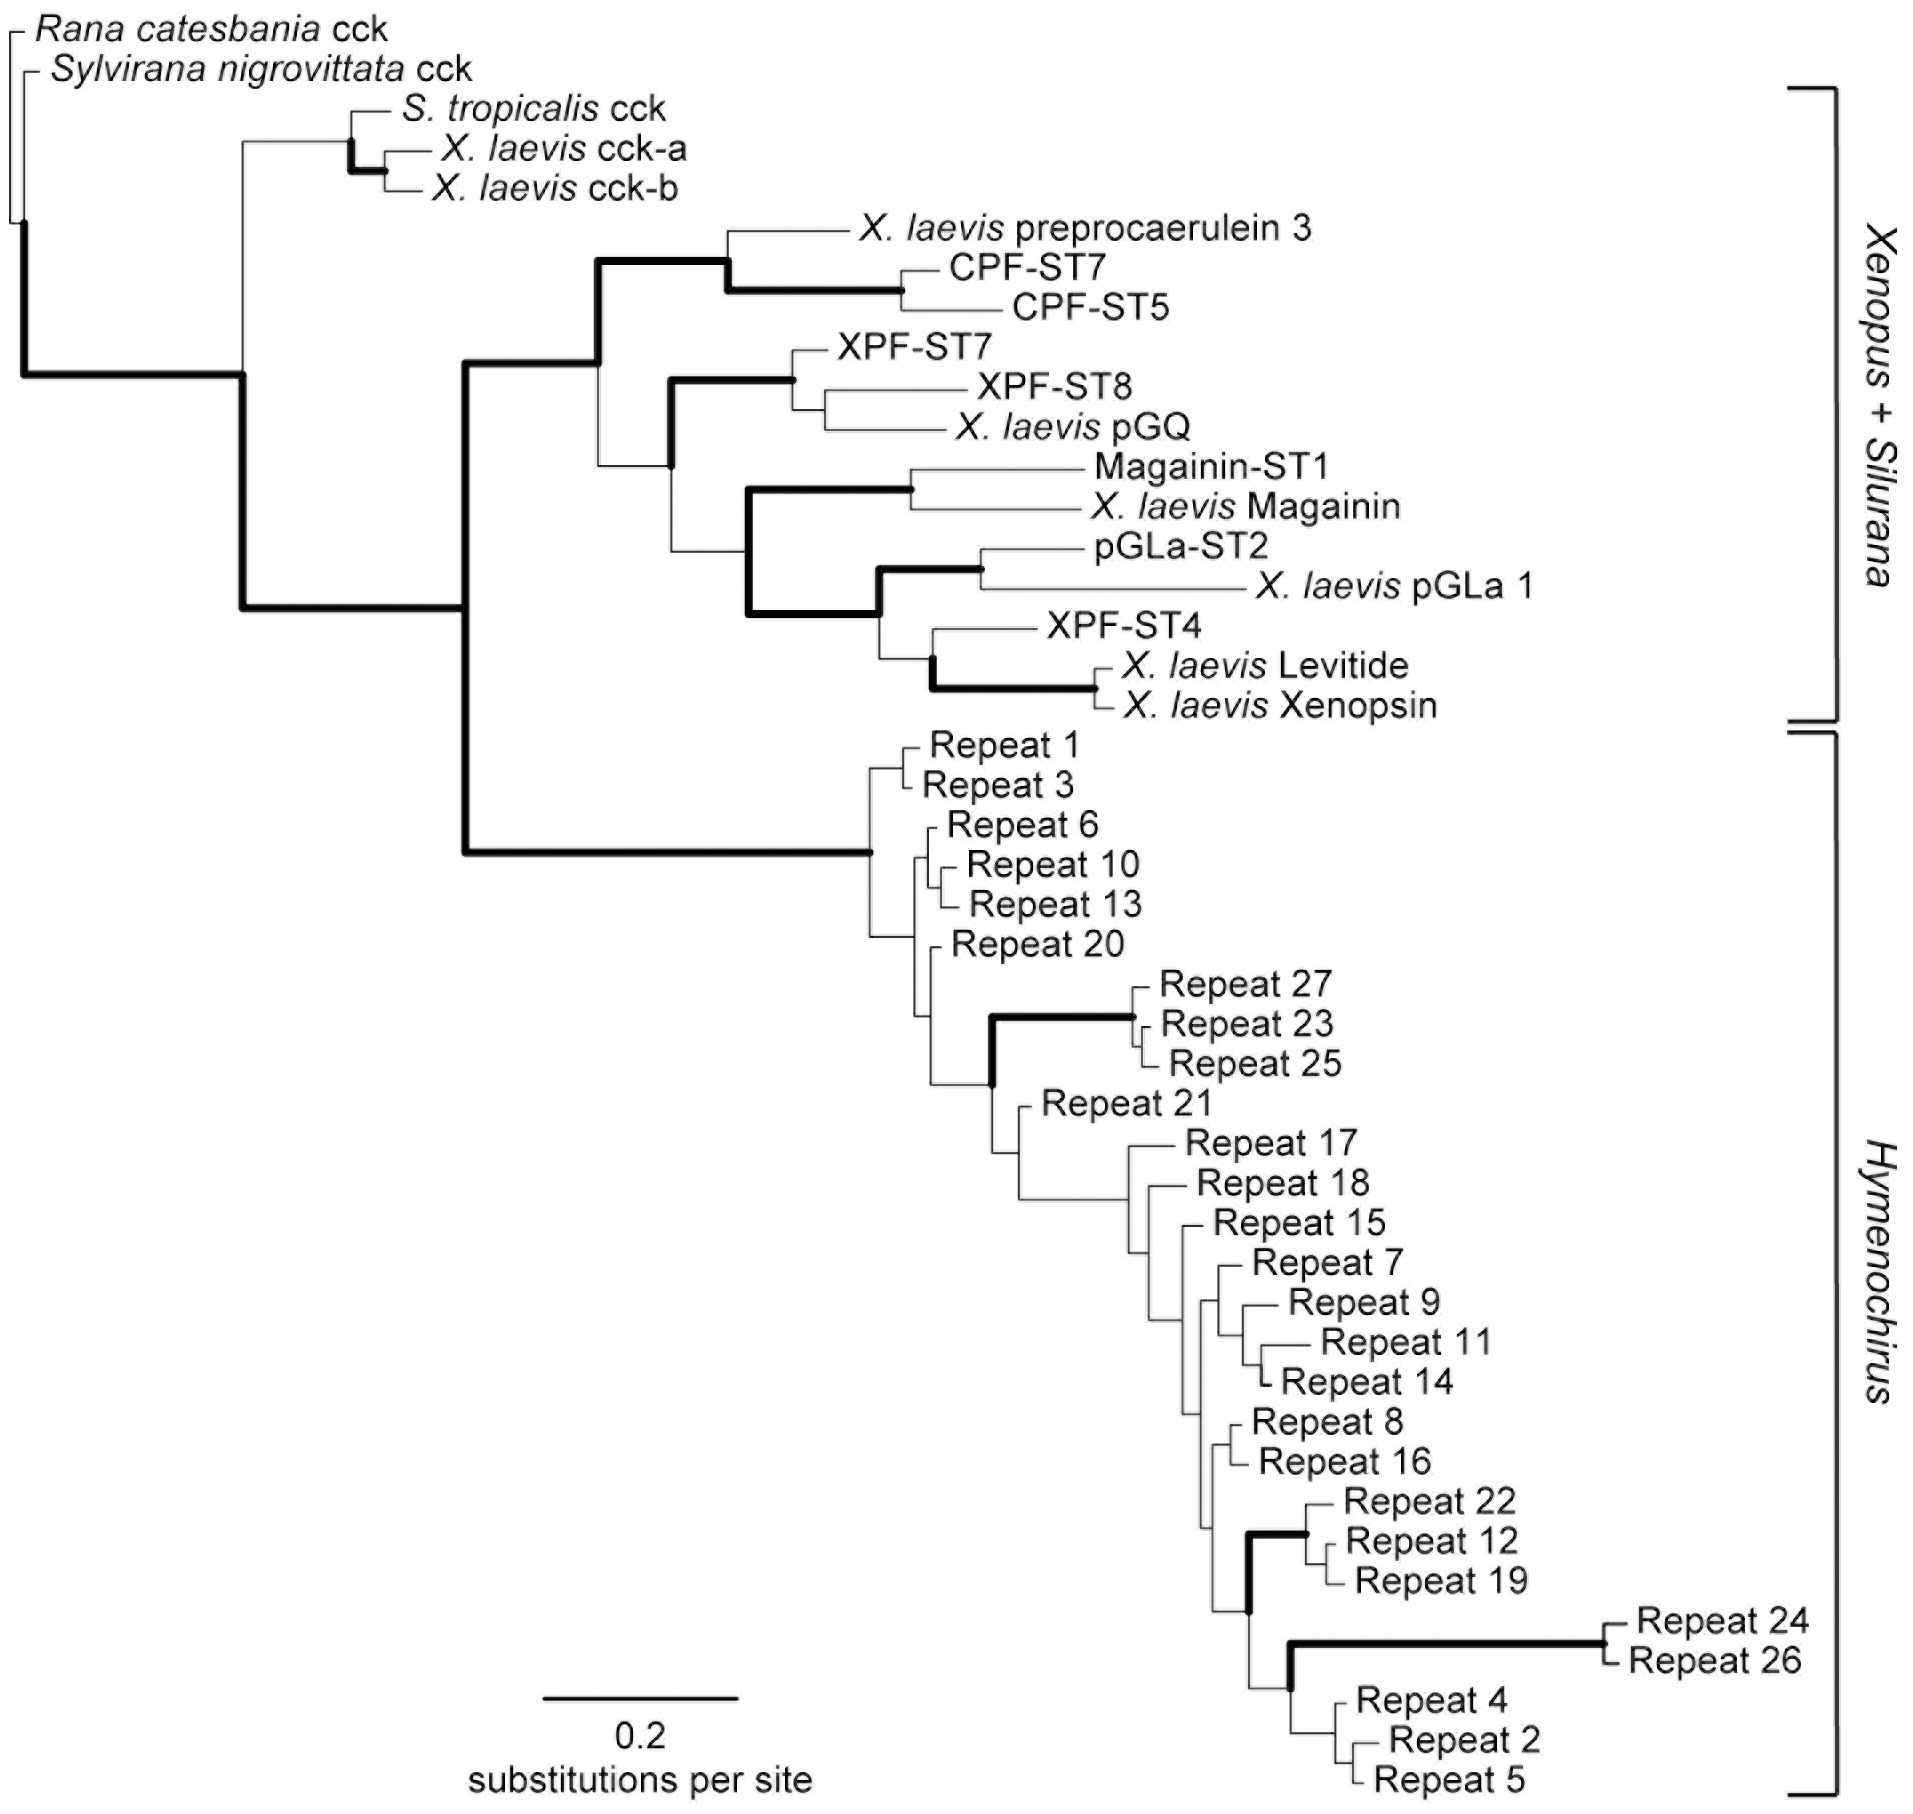 Rana catesbania cck
Sylvirana nigrovittata cck
S. tropicalis cck
X. laevis cck-a
X. laevis cck-b
X. laevis preprocaerulein 3
CPF-ST7
CPF-ST5
XPF-ST7
XPF-ST8
X. laevis pGQ
Magainin-ST1
X. laevis Magainin
pGLa-ST2
X. laevis pGLa 1
XPF-ST4
X. laevis Levitide
X. laevis Xenopsin
Xenopus + Silurana
Repeat 1
Repeat 3
Repeat 6
Repeat 10
Repeat 13
Repeat 20
Repeat 27
Repeat 23
Repeat 25
Repeat 21
Repeat 17
Repeat 18
Repeat 15
Repeat 7
Repeat 9
Repeat 11
Repeat 14
Repeat 8
Repeat 16
Repeat 22
Repeat 12
Repeat 19
Repeat 24
Repeat 26
Repeat 4
Repeat 2
Repeat 5
Hymenochirus
0.2
substitutions per site